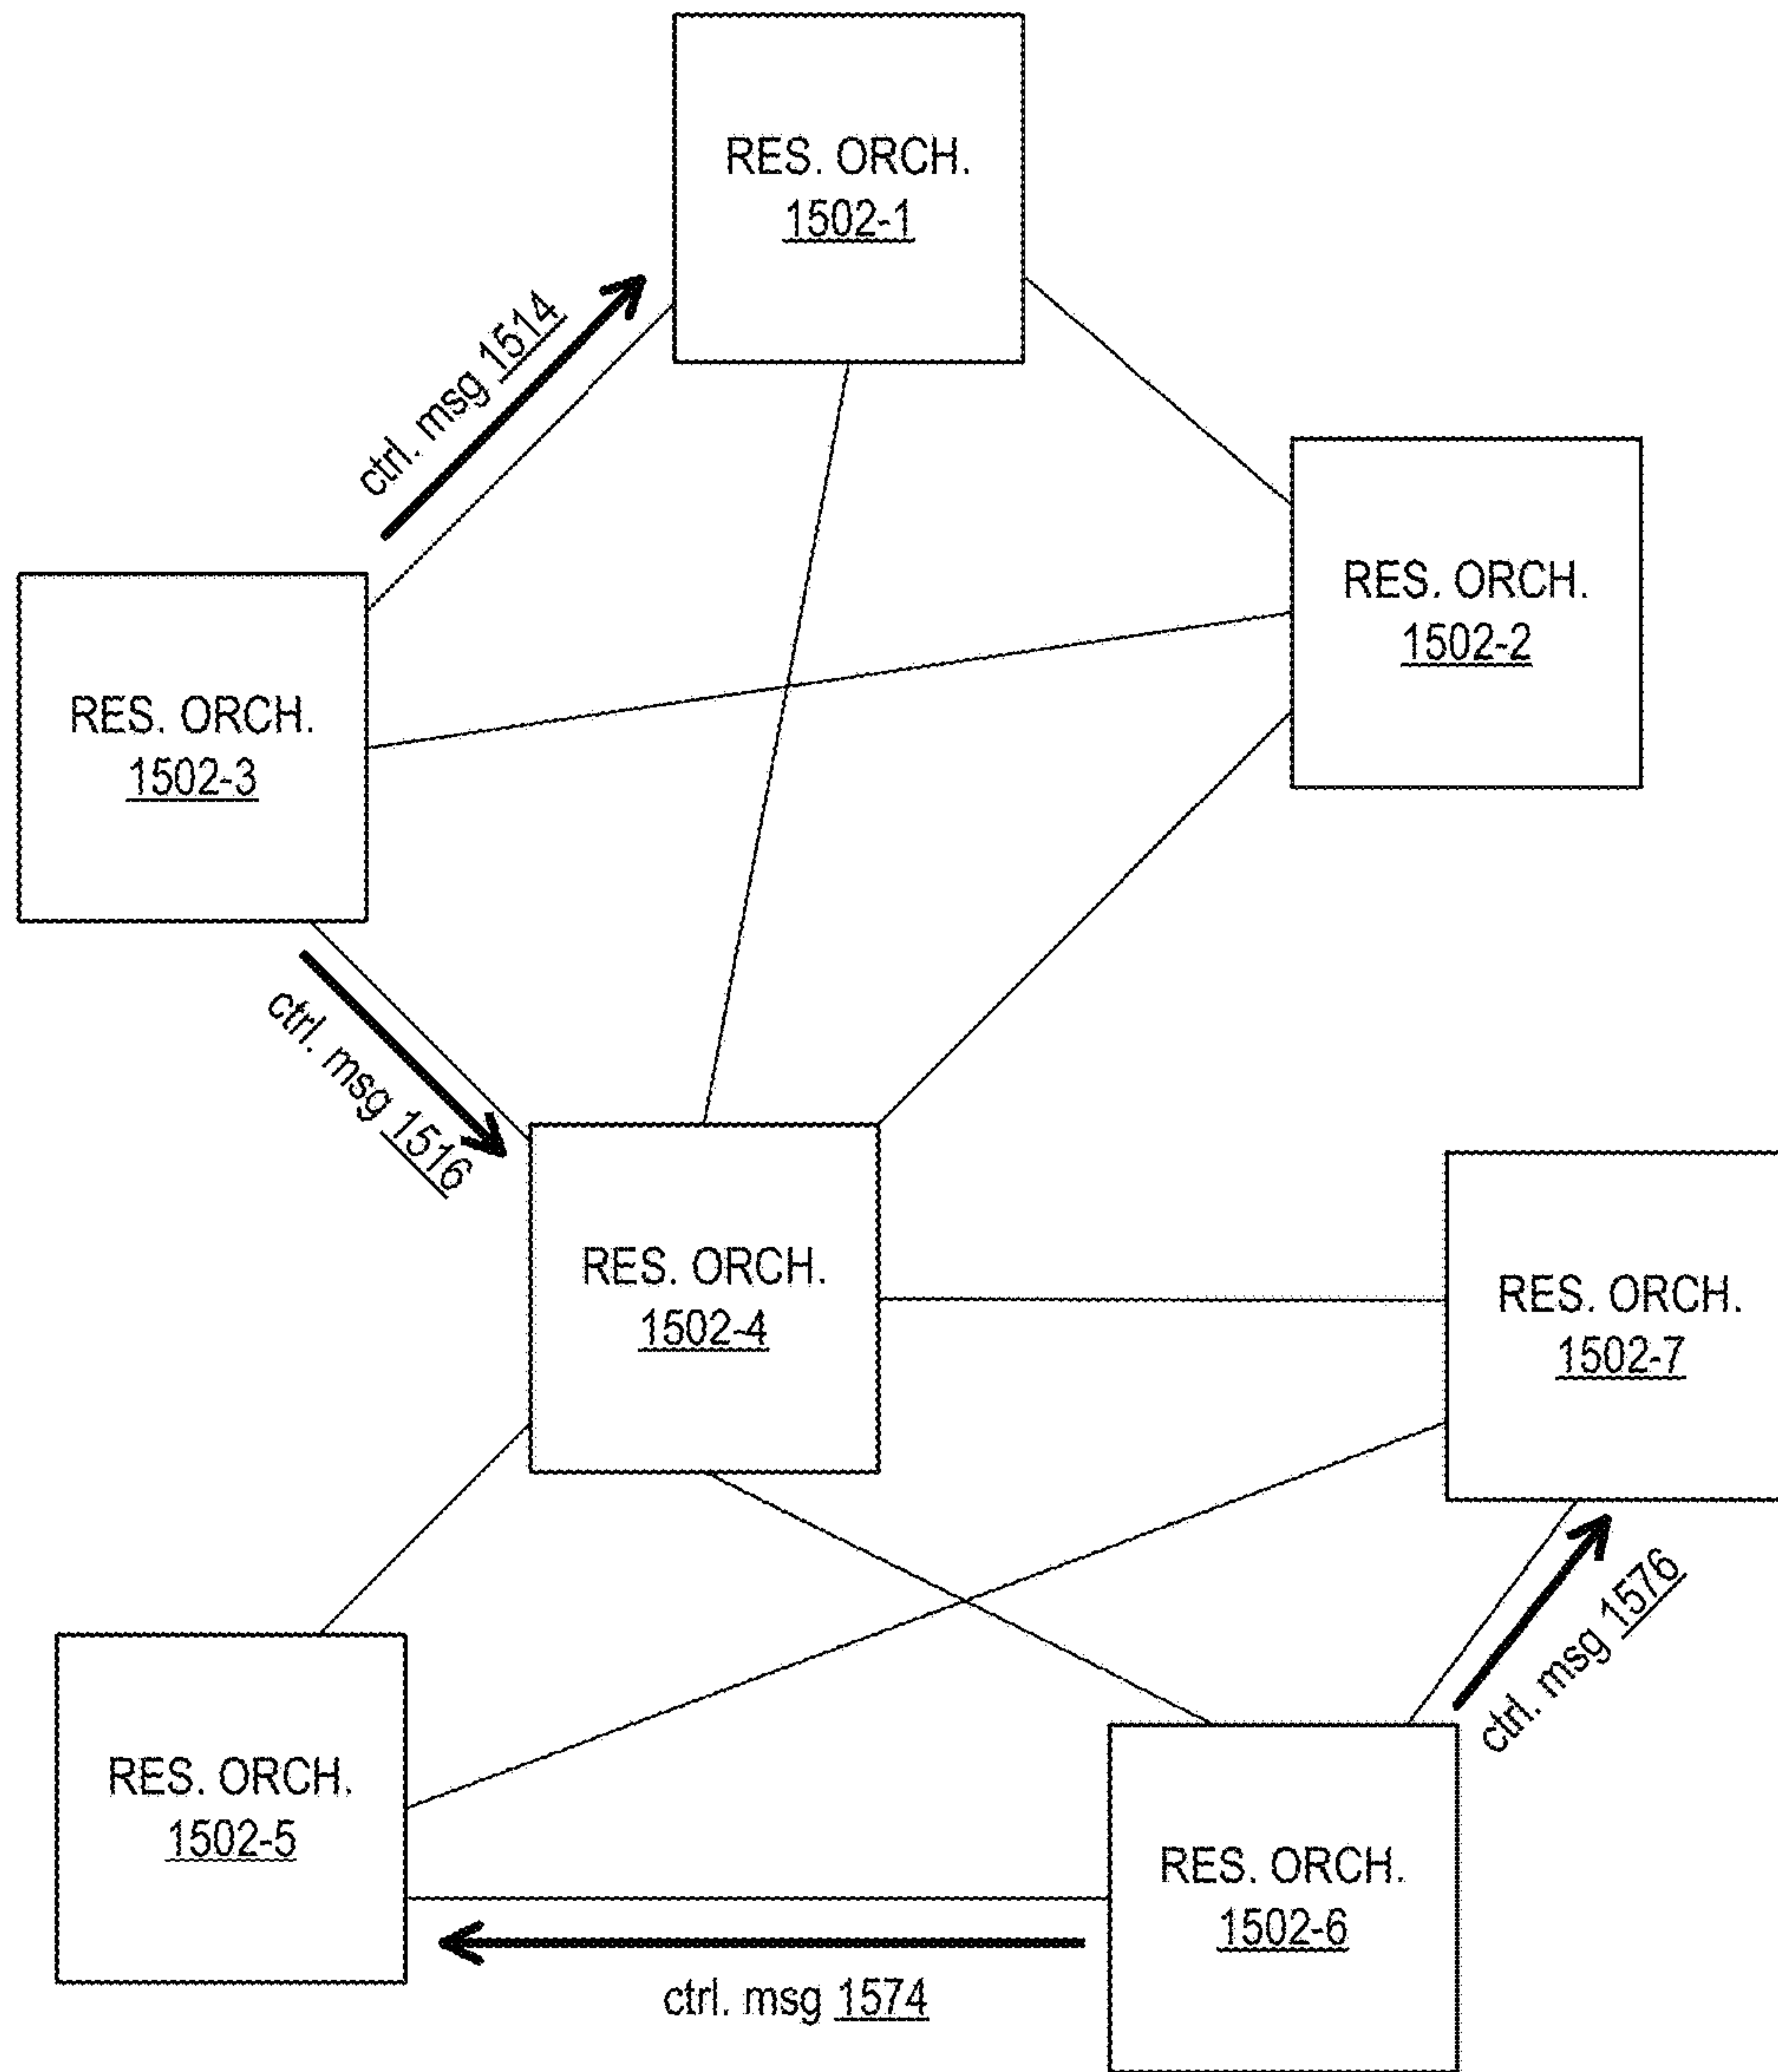 RES. ORCH.
1502-1
ctrl. msg 1514
RES. ORCH.
1502-2
RES. ORCH.
1502-3
ctrl. msg 1516
RES. ORCH.
1502-4
RES. ORCH.
1502-7
ctrl. msg 1576
RES. ORCH.
1502-5
RES. ORCH.
1502-6
ctrl. msg 1574